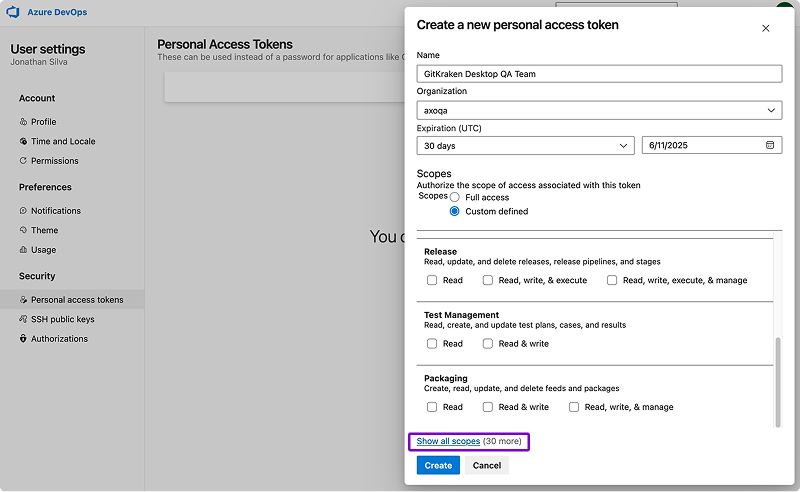 Azure DevOps
User settings
Jonathan Silva
Account
Profile
Time and Locale
Permissions
Preferences
Notifications
Theme
Usage
Security
Personal access tokens
SSH public keys
Authorizations
Personal Access Tokens
These can be used instead of a password for applications like
You
Create a new personal access token
Name
GitKraken Desktop QA Team
Organization
axoqa
Expiration (UTC)
30 days
6/11/2025
Scopes
Authorize the scope of access associated with this token
Scopes Full access
Custom defined
Release
Read, update, and delete releases, release pipelines, and stages
Read Read, write, & execute Read, write, execute, & manage
Test Management
Read, create, and update test plans, cases, and results
Read Read & write
Packaging
Create, read, update, and delete feeds and packages
Read Read & write Read, write, & manage
Show all scopes (30 more)
Create Cancel